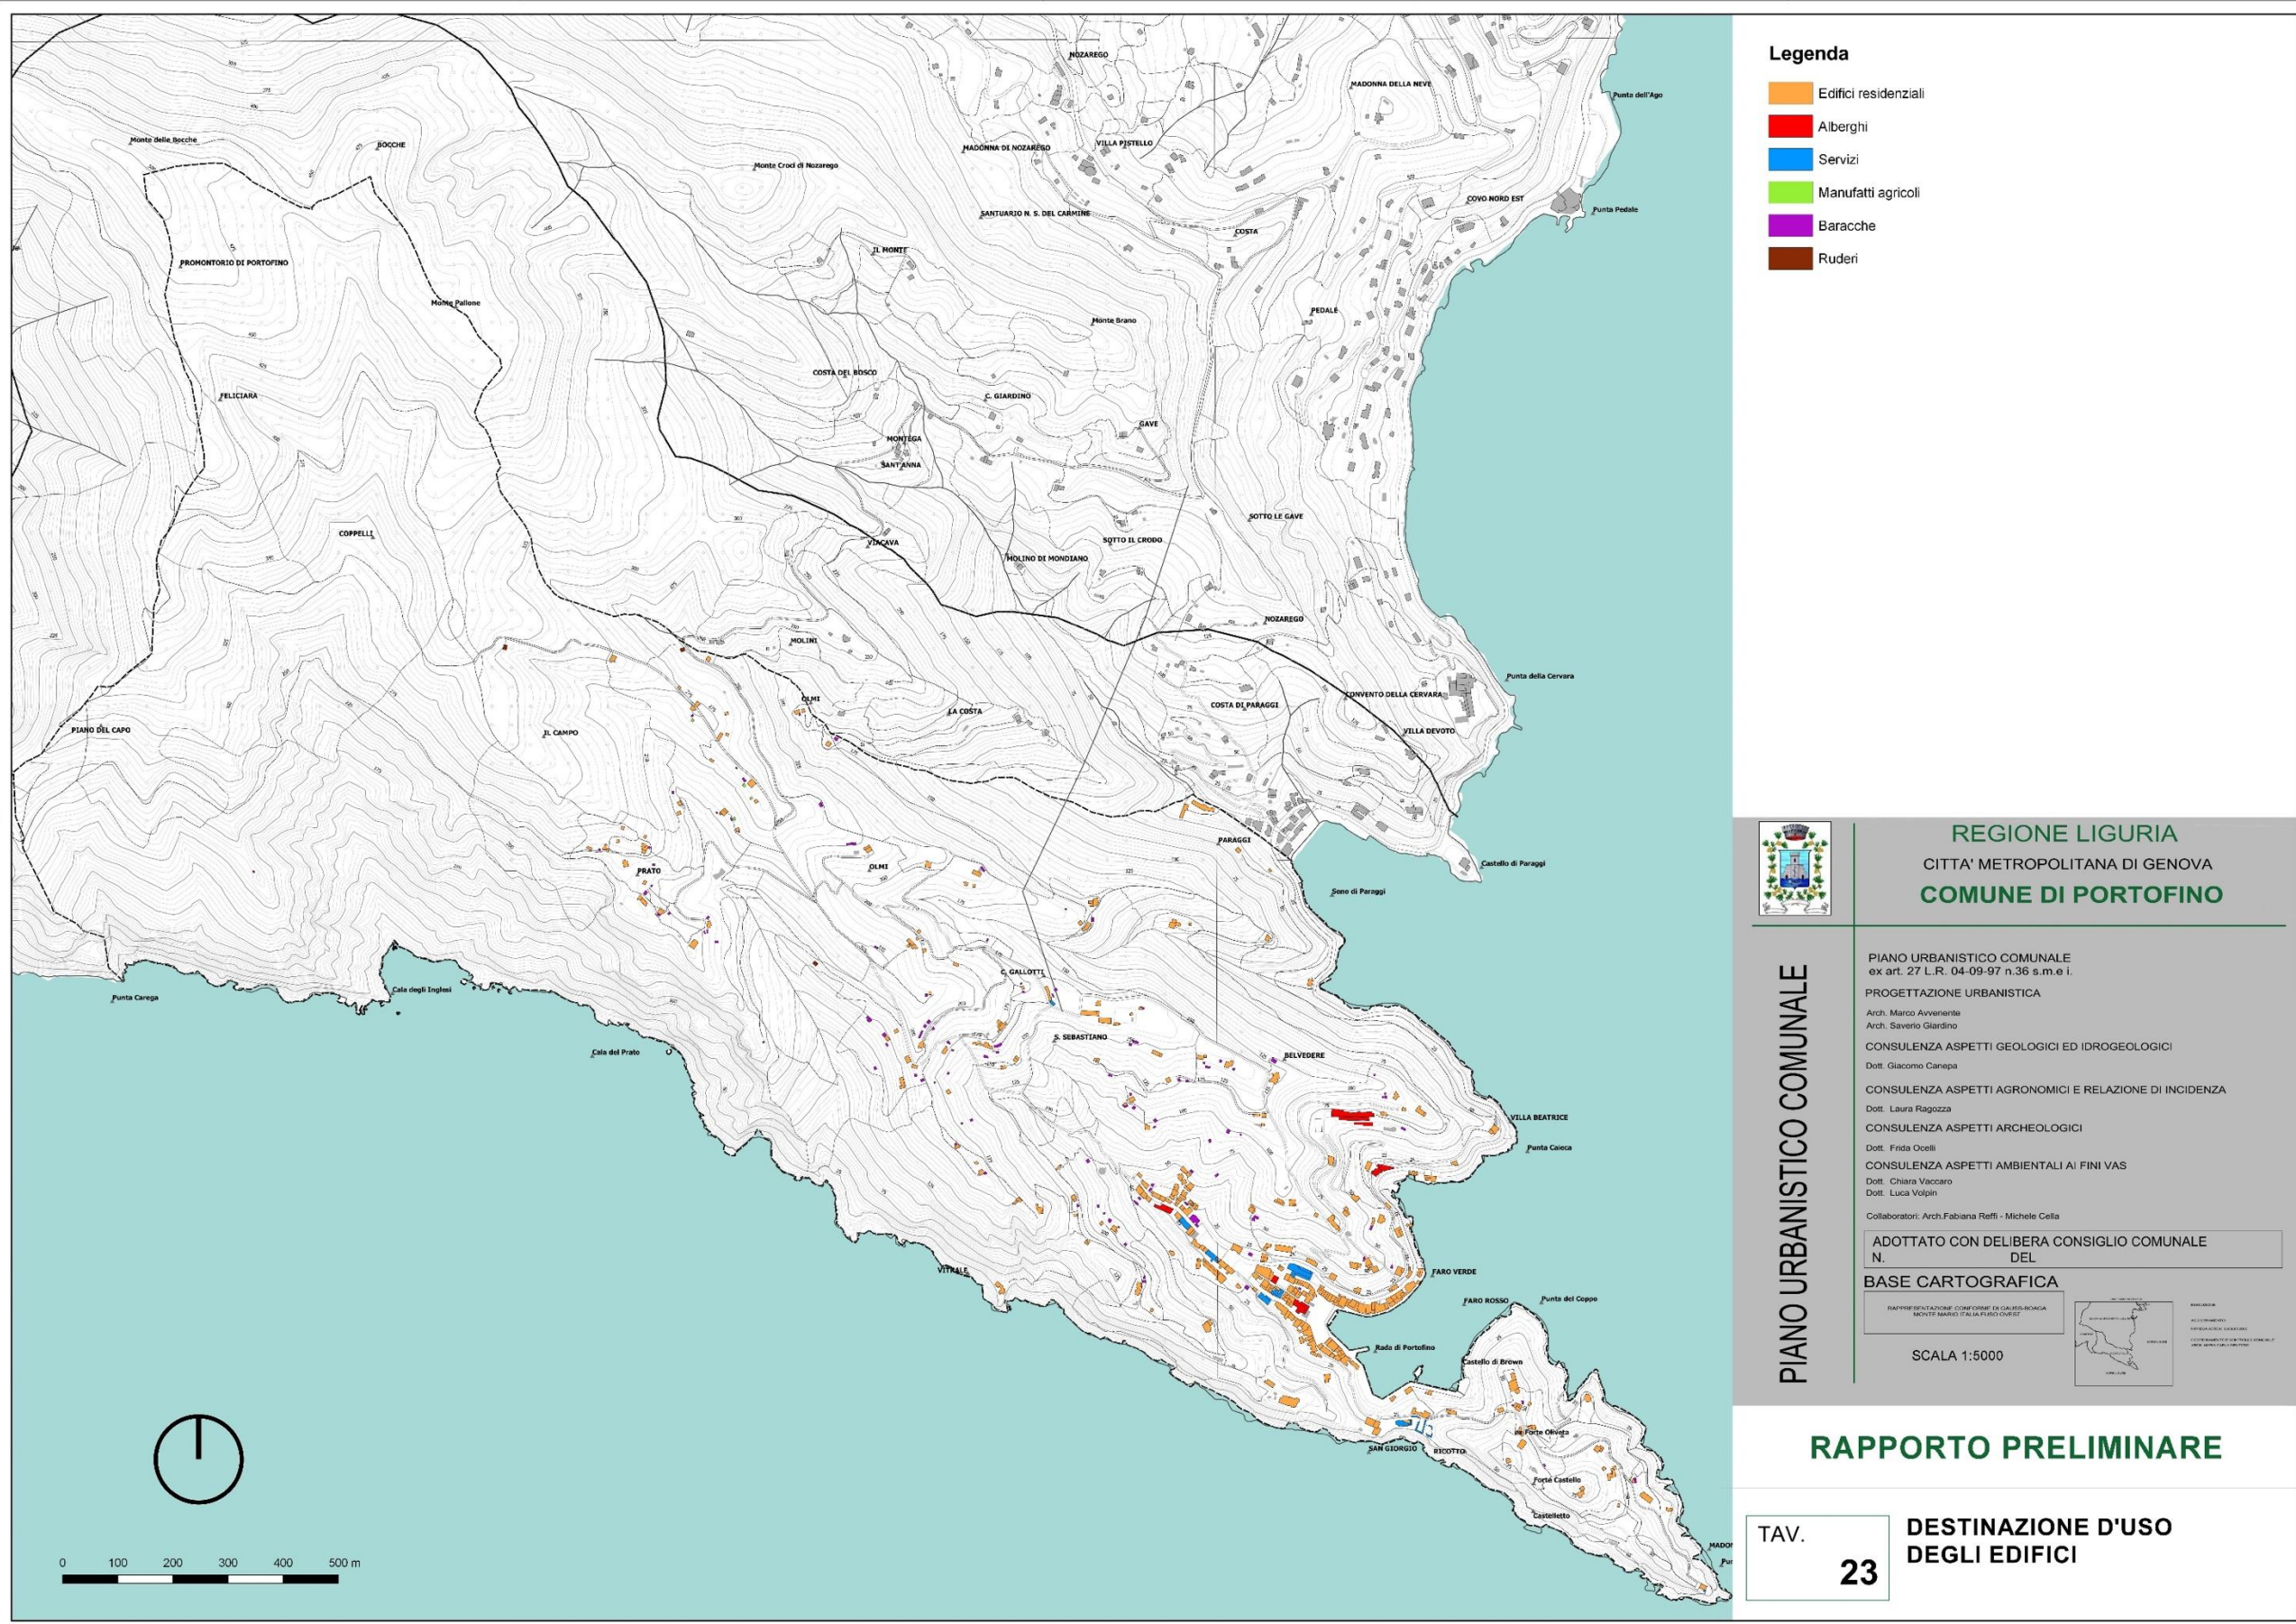 NOZAREGO
MADONNA DELLA NEVE
Punta dell'Ago
Monte delle Bocche
BOCCHE
MADONNA DI NOZAREGO
VILLA PISTELLO
Monte Croci di Nozarego
COVO NORD EST
Punta Pedale
SANTUARIO N. S. DEL CARMINE
COSTA
IL MONTE
PROMONTORIO DI PORTOFINO
Monte Pallone
Monte Brano
PEDALE
COSTA DEL BOSCO
FELICIARA
C. GIARDINO
GAVE
MONTEGA
SANT'ANNA
SOTTO LE GAVE
COPPELLI
VIACAVA
SOTTO IL CRODO
MOLINO DI MONDIANO
NOZAREGO
MOLINI
Punta della Cervara
CONVENTO DELLA CERVARA
OLMI
LA COSTA
COSTA DI PARAGGI
PIANO DEL CAPO
IL CAMPO
VILLA DEVOTO
PARAGGI
Castello di Paraggi
OLMI
PRATO
Seno di Paraggi
C. GALLOTTI
Punta Carega
Cala degli Inglesi
S. SEBASTIANO
Cala del Prato
BELVEDERE
VILLA BEATRICE
Punta Caieca
VITRALE
FARO VERDE
FARO ROSSO
Punta del Coppo
Rada di Portofino
Castello di Brown
Forte Oliveta
SAN GIORGIO
RICOTTO
Forte Castello
Castelletto
0 100 200 300 400 500 m
Legenda
Edifici residenziali
Alberghi
Servizi
Manufatti agricoli
Baracche
Ruderi
REGIONE LIGURIA
CITTA' METROPOLITANA DI GENOVA
COMUNE DI PORTOFINO
PIANO URBANISTICO COMUNALE
PIANO URBANISTICO COMUNALE
ex art. 27 L.R. 04-09-97 n.36 s.m.e i.
PROGETTAZIONE URBANISTICA
Arch. Marco Avvenente
Arch. Saverio Giardino
CONSULENZA ASPETTI GEOLOGICI ED IDROGEOLOGICI
Dott. Giacomo Canepa
CONSULENZA ASPETTI AGRONOMICI E RELAZIONE DI INCIDENZA
Dott. Laura Ragozza
CONSULENZA ASPETTI ARCHEOLOGICI
Dott. Frida Ocelli
CONSULENZA ASPETTI AMBIENTALI AI FINI VAS
Dott. Chiara Vaccaro
Dott. Luca Volpin
Collaboratori: Arch.Fabiana Reffi - Michele Cella
ADOTTATO CON DELIBERA CONSIGLIO COMUNALE
N. DEL
BASE CARTOGRAFICA
RAPPRESENTAZIONE CONFORME DI GAUSS-BOAGA
MONTE MARIO ITALIA FUSO OVEST
SCALA 1:5000
RAPPORTO PRELIMINARE
TAV.
23
DESTINAZIONE D'USO
DEGLI EDIFICI